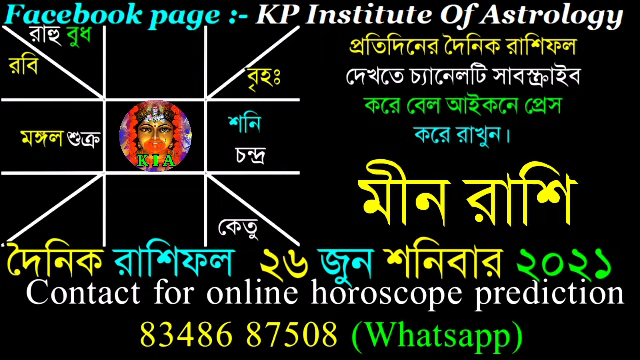 Facebook page :- KP Institute Of Astrology
রাহু বুধ
রবি
বৃহঃ
মঙ্গল শুক্র
শনি
চন্দ্র
KIA
কেতু
প্রতিদিনের দৈনিক রাশিফল
দেখতে চ্যানেলটি সাবস্ক্রাইব
করে বেল আইকনে প্রেস
করে রাখুন।
মীন রাশি
দৈনিক রাশিফল ২৬ জুন শনিবার ২০২১
Contact for online horoscope prediction
83486 87508 (Whatsapp)